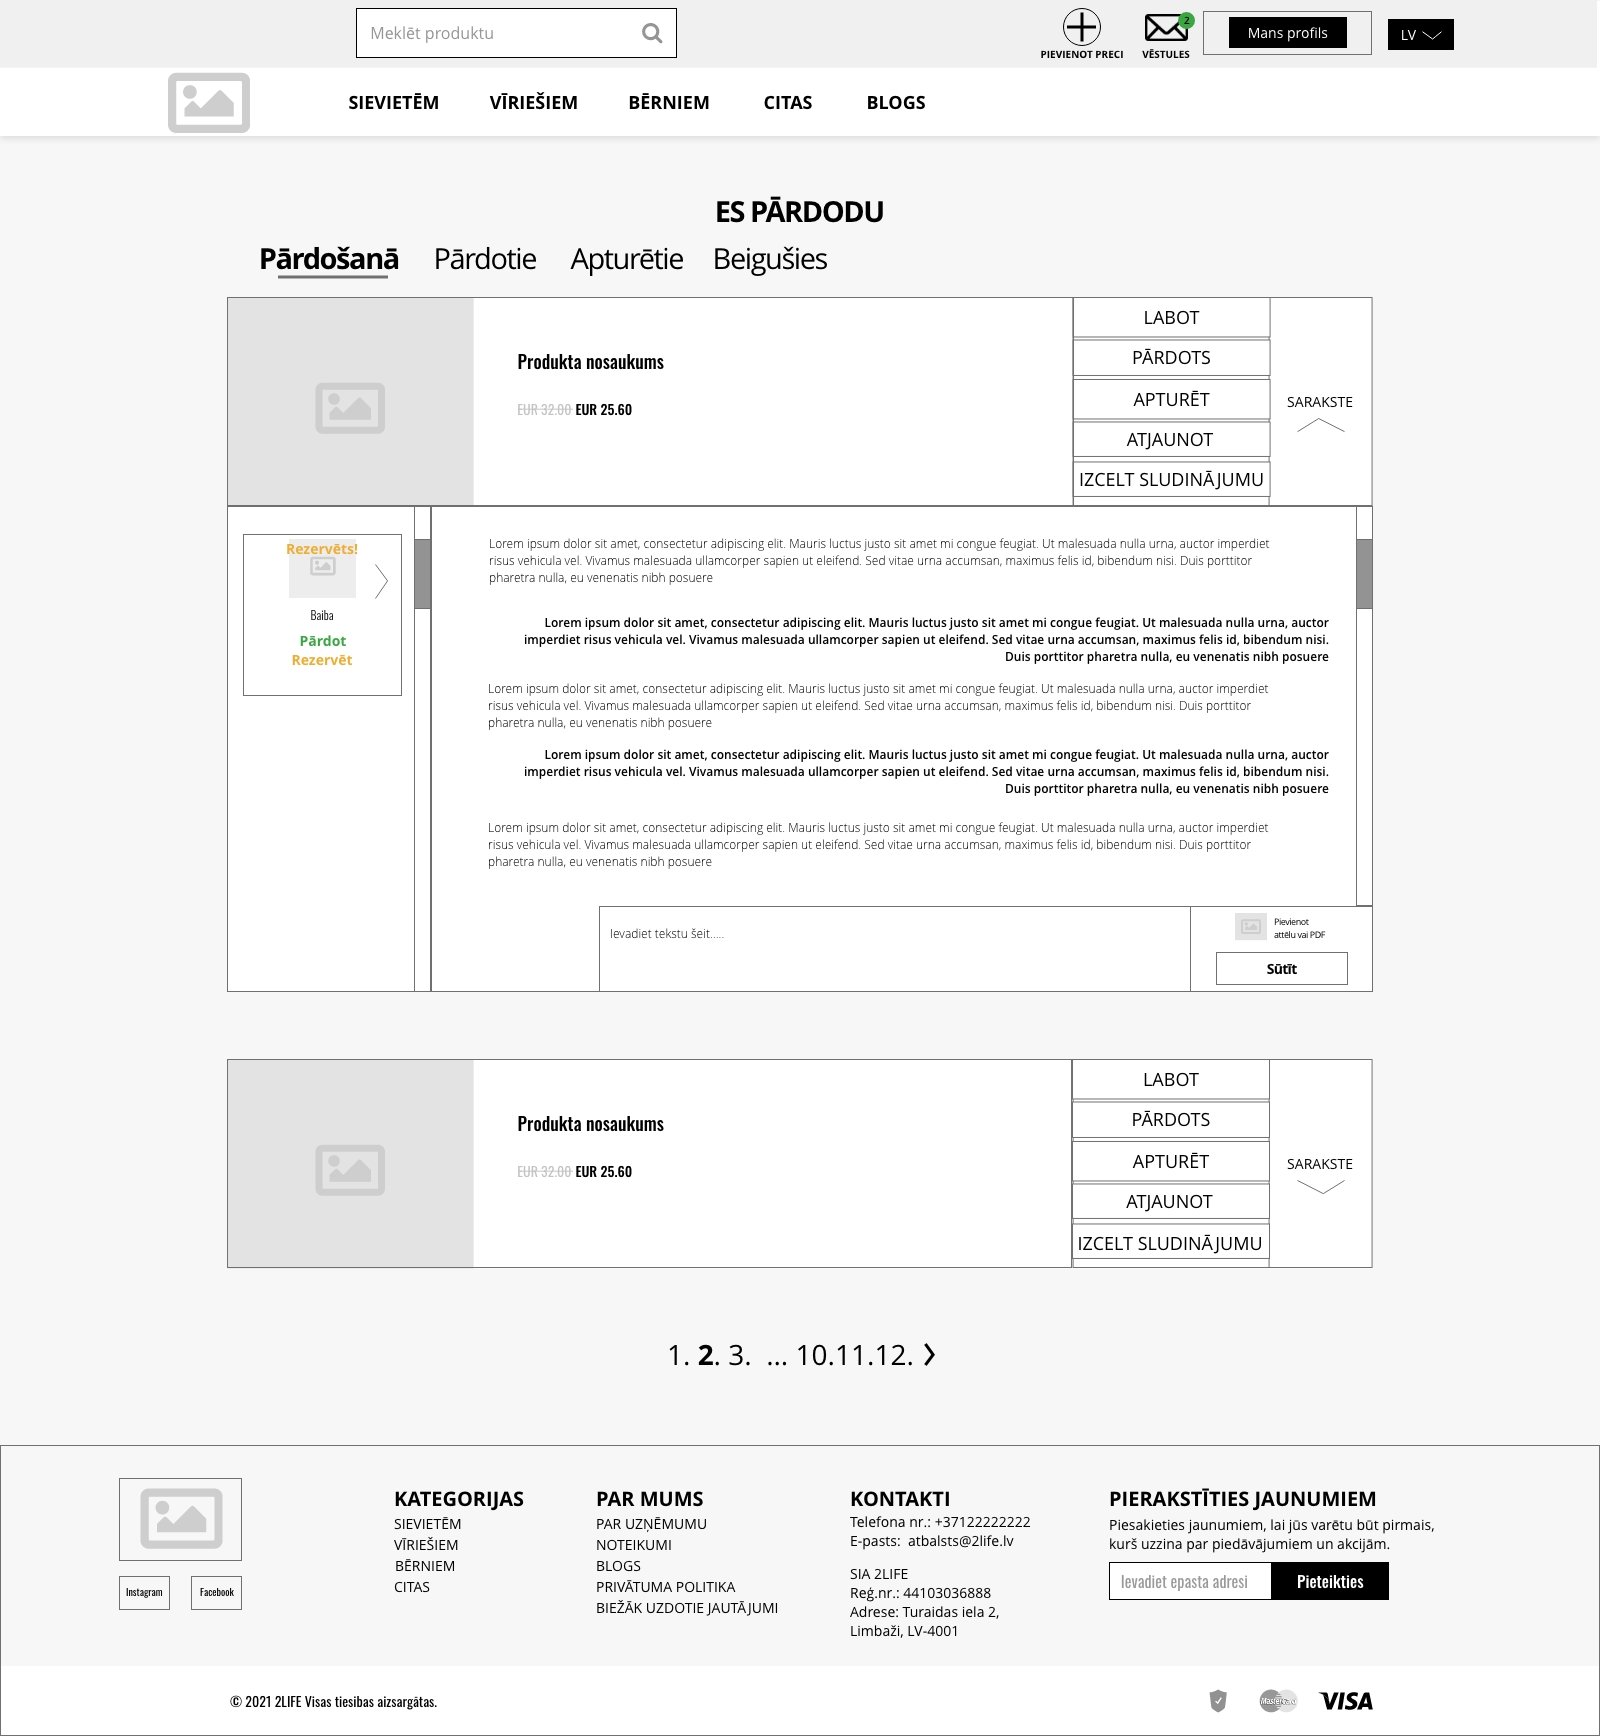 Meklēt produktu
PIEVIENOT PRECI
2
VĒSTULES
Mans profils
LV
SIEVIETĒM
VĪRIEŠIEM
BĒRNIEM
CITAS
BLOGS
ES PĀRDODU
Pārdošanā
Pārdotie
Apturētie
Beigušies
Produkta nosaukums
EUR 32.00 EUR 25.60
LABOT
PĀRDOTS
APTURĒT
ATJAUNOT
IZCELT SLUDINĀJUMU
SARAKSTE
Rezervēts!
Baiba
Pārdot
Rezervēt
Lorem ipsum dolor sit amet, consectetur adipiscing elit. Mauris luctus justo sit amet mi congue feugiat. Ut malesuada nulla urna, auctor imperdiet
risus vehicula vel. Vivamus malesuada ullamcorper sapien ut eleifend. Sed vitae urna accumsan, maximus felis id, bibendum nisi. Duis porttitor
pharetra nulla, eu venenatis nibh posuere
Lorem ipsum dolor sit amet, consectetur adipiscing elit. Mauris luctus justo sit amet mi congue feugiat. Ut malesuada nulla urna, auctor
imperdiet risus vehicula vel. Vivamus malesuada ullamcorper sapien ut eleifend. Sed vitae urna accumsan, maximus felis id, bibendum nisi.
Duis porttitor pharetra nulla, eu venenatis nibh posuere
Lorem ipsum dolor sit amet, consectetur adipiscing elit. Mauris luctus justo sit amet mi congue feugiat. Ut malesuada nulla urna, auctor imperdiet
risus vehicula vel. Vivamus malesuada ullamcorper sapien ut eleifend. Sed vitae urna accumsan, maximus felis id, bibendum nisi. Duis porttitor
pharetra nulla, eu venenatis nibh posuere
Lorem ipsum dolor sit amet, consectetur adipiscing elit. Mauris luctus justo sit amet mi congue feugiat. Ut malesuada nulla urna, auctor
imperdiet risus vehicula vel. Vivamus malesuada ullamcorper sapien ut eleifend. Sed vitae urna accumsan, maximus felis id, bibendum nisi.
Duis porttitor pharetra nulla, eu venenatis nibh posuere
Lorem ipsum dolor sit amet, consectetur adipiscing elit. Mauris luctus justo sit amet mi congue feugiat. Ut malesuada nulla urna, auctor imperdiet
risus vehicula vel. Vivamus malesuada ullamcorper sapien ut eleifend. Sed vitae urna accumsan, maximus felis id, bibendum nisi. Duis porttitor
pharetra nulla, eu venenatis nibh posuere
Ievadiet tekstu šeit.....
Pievienot
attēlu vai PDF
Sūtīt
Produkta nosaukums
EUR 32.00 EUR 25.60
LABOT
PĀRDOTS
APTURĒT
ATJAUNOT
IZCELT SLUDINĀJUMU
SARAKSTE
1. 2. 3. ... 10.11.12.
Instagram
Facebook
KATEGORIJAS
SIEVIETĒM
VĪRIEŠIEM
BĒRNIEM
CITAS
PAR MUMS
PAR UZŅĒMUMU
NOTEIKUMI
BLOGS
PRIVĀTUMA POLITIKA
BIEŽĀK UZDOTIE JAUTĀJUMI
KONTAKTI
Telefona nr.: +37122222222
E-pasts: atbalsts@2life.lv
SIA 2LIFE
Reģ.nr.: 44103036888
Adrese: Turaidas iela 2,
Limbaži, LV-4001
PIERAKSTĪTIES JAUNUMIEM
Piesakieties jaunumiem, lai jūs varētu būt pirmais,
kurš uzzina par piedāvājumiem un akcijām.
Ievadiet epasta adresi
Pieteikties
© 2021 2LIFE Visas tiesības aizsargātas.
MasterCard
VISA